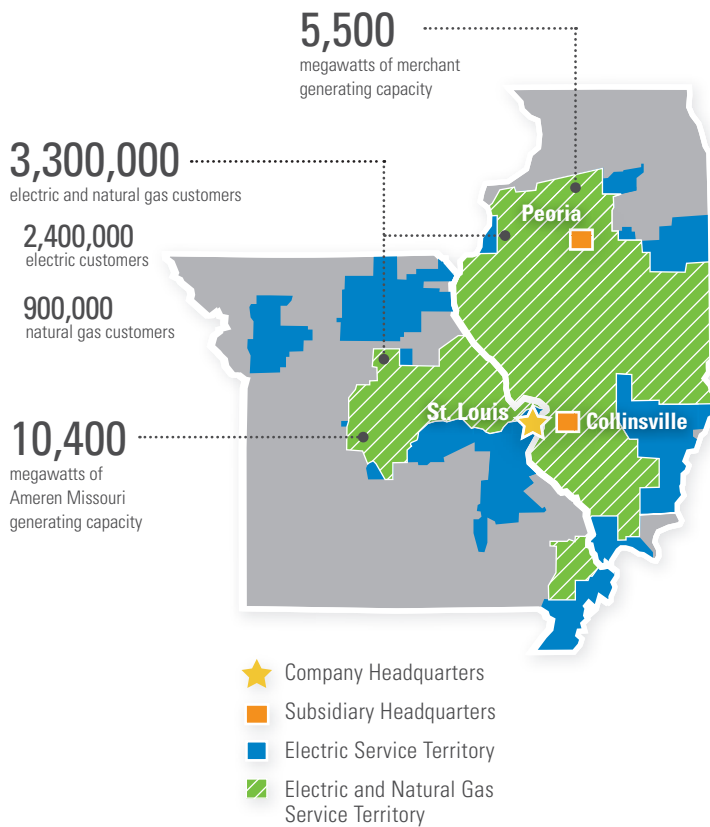 5,500
megawatts of merchant
generating capacity
3,300,000
electric and natural gas customers
2,400,000
electric customers
900,000
natural gas customers
10,400
megawatts of
Ameren Missouri
generating capacity
Peoria
St. Louis
Collinsville
Company Headquarters
Subsidiary Headquarters
Electric Service Territory
Electric and Natural Gas
Service Territory